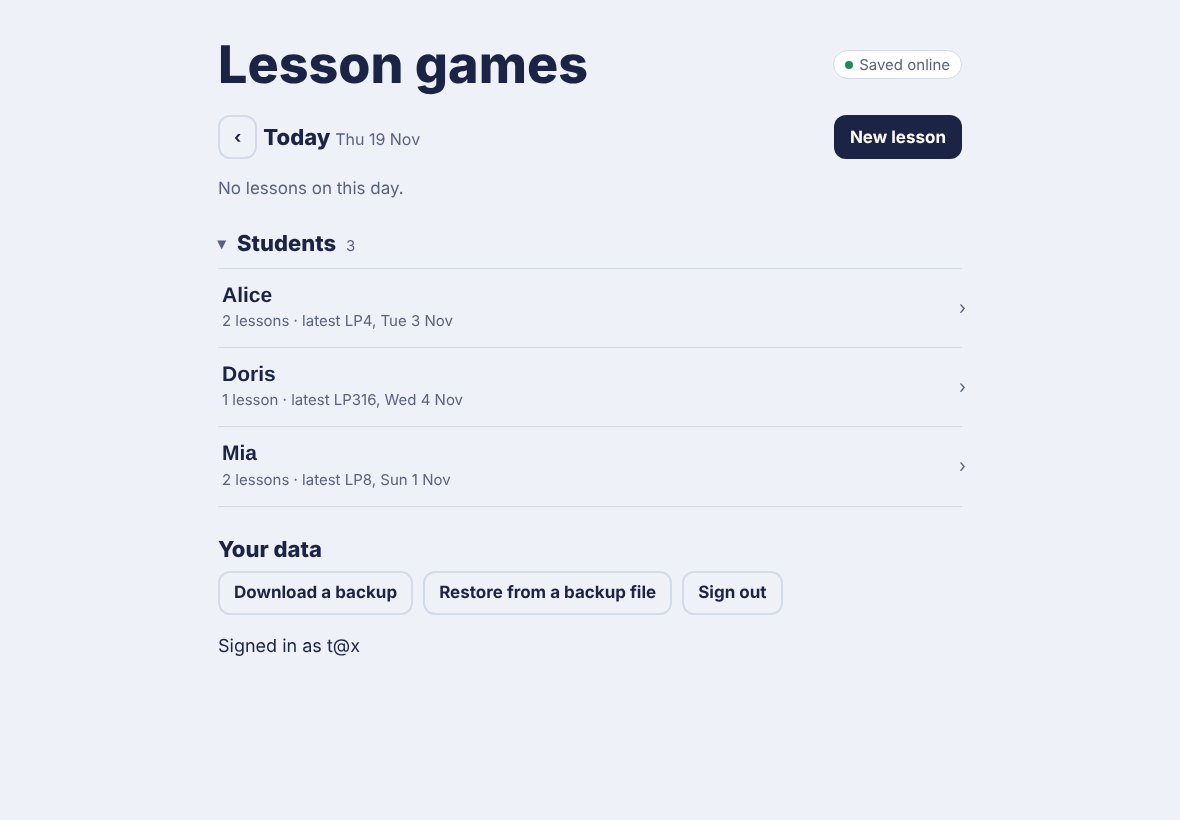 Lesson games
Saved online
‹ Today Thu 19 Nov
New lesson
No lessons on this day.
▾ Students 3
Alice
2 lessons · latest LP4, Tue 3 Nov
›
Doris
1 lesson · latest LP316, Wed 4 Nov
›
Mia
2 lessons · latest LP8, Sun 1 Nov
›
Your data
Download a backup
Restore from a backup file
Sign out
Signed in as t@x